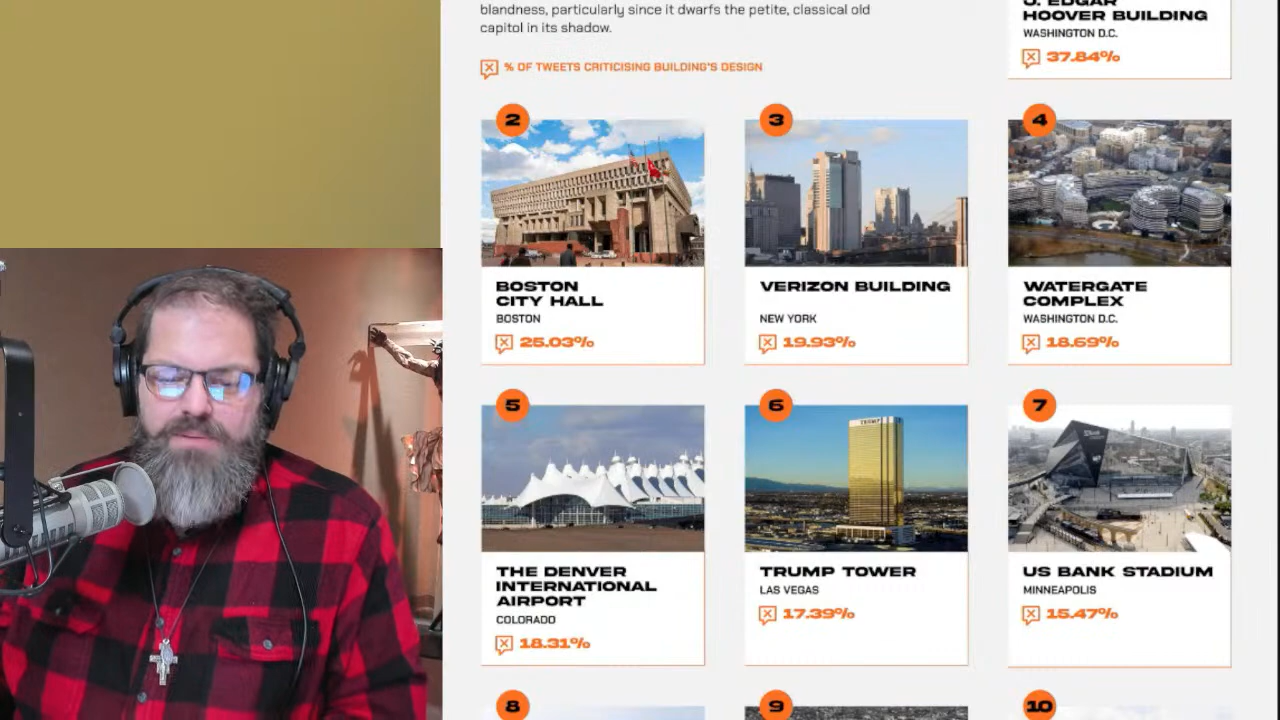 blandness, particularly since it dwarfs the petite, classical old
capitol in its shadow.
% OF TWEETS CRITICISING BUILDING'S DESIGN
J. EDGAR
HOOVER BUILDING
WASHINGTON D.C.
37.84%
2
BOSTON
CITY HALL
BOSTON
25.03%
3
VERIZON BUILDING
NEW YORK
19.93%
4
WATERGATE
COMPLEX
WASHINGTON D.C.
18.69%
5
THE DENVER
INTERNATIONAL
AIRPORT
COLORADO
18.31%
6
TRUMP
TRUMP TOWER
LAS VEGAS
17.39%
7
US BANK STADIUM
MINNEAPOLIS
15.47%
8
9
10